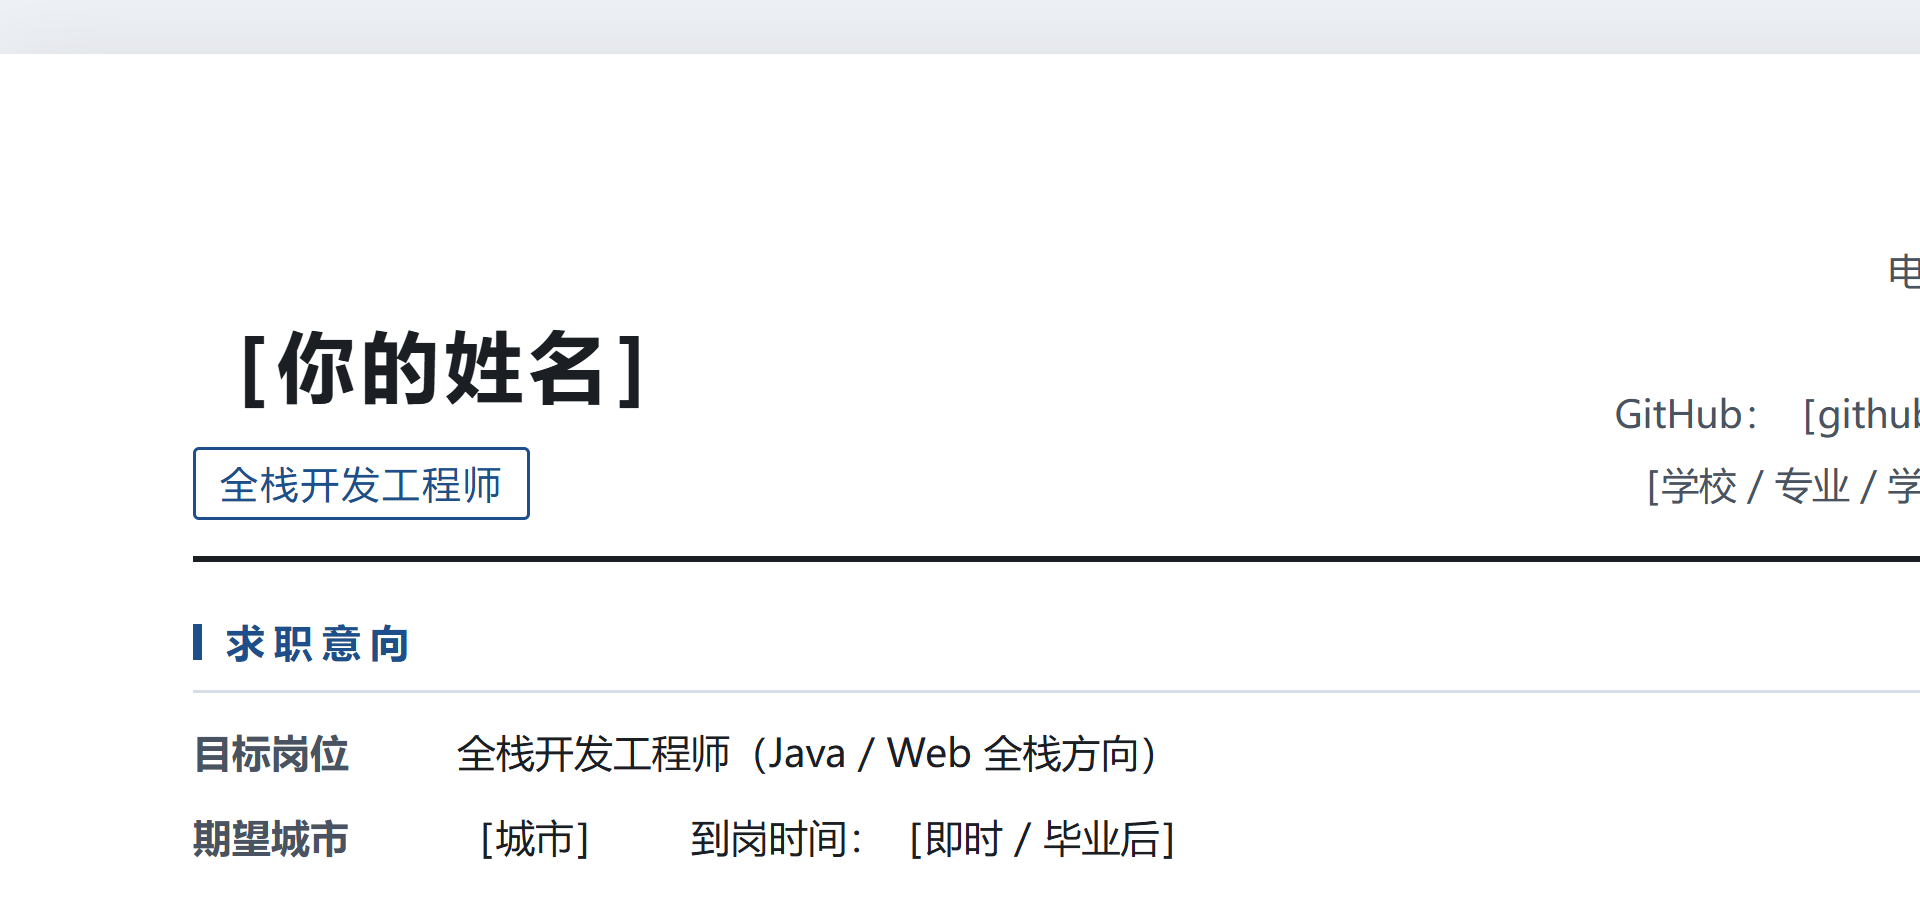 电
[你的姓名]
GitHub： [github
全栈开发工程师
[学校 / 专业 / 学
求职意向
目标岗位 全栈开发工程师（Java / Web 全栈方向）
期望城市 [城市] 到岗时间： [即时 / 毕业后]